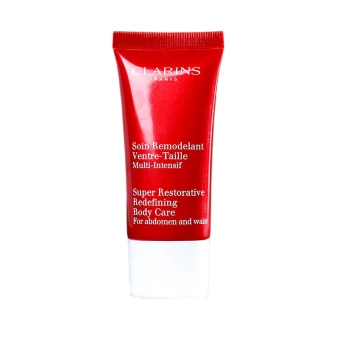 CLARINS
PARIS
Soin Remodelant
Ventre-Taille
Multi-Intensif
Super Restorative
Redefining
Body Care
For abdomen and waist